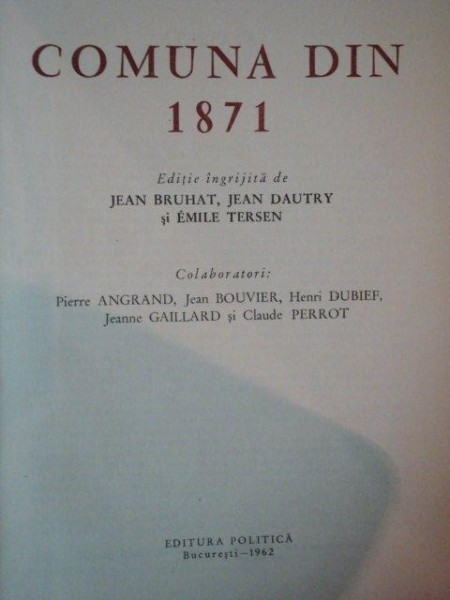 COMUNA DIN
1871
Ediție îngrijită de
JEAN BRUHAT, JEAN DAUTRY
și ÉMILE TERSEN
Colaboratori:
Pierre ANGRAND, Jean BOUVIER, Henri DUBIEF,
Jeanne GAILLARD și Claude PERROT
EDITURA POLITICĂ
București—1962